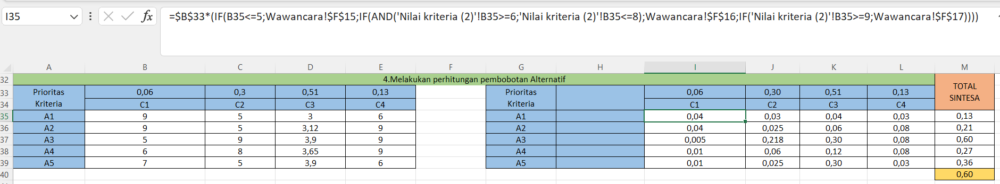 I35 fx =$B$33*(IF(B35<=5;Wawancara!$F$15;IF(AND('Nilai kriteria (2)'!B35>=6;'Nilai kriteria (2)'!B35<=8);Wawancara!$F$16;IF('Nilai kriteria (2)'!B35>=9;Wawancara!$F$17))))
A B C D E F G H I J K L M
32 4.Melakukan perhitungan pembobotan Alternatif TOTAL SINTESA
33 Prioritas Kriteria 0,06 0,3 0,51 0,13 Prioritas Kriteria 0,06 0,30 0,51 0,13
34 C1 C2 C3 C4 C1 C2 C3 C4
35 A1 9 5 3 6 A1 0,04 0,03 0,04 0,03 0,13
36 A2 9 5 3,12 9 A2 0,04 0,025 0,06 0,08 0,21
37 A3 5 9 3,9 9 A3 0,005 0,218 0,30 0,08 0,60
38 A4 6 8 3,65 9 A4 0,01 0,06 0,12 0,08 0,27
39 A5 7 5 3,9 6 A5 0,01 0,025 0,30 0,03 0,36
40 0,60